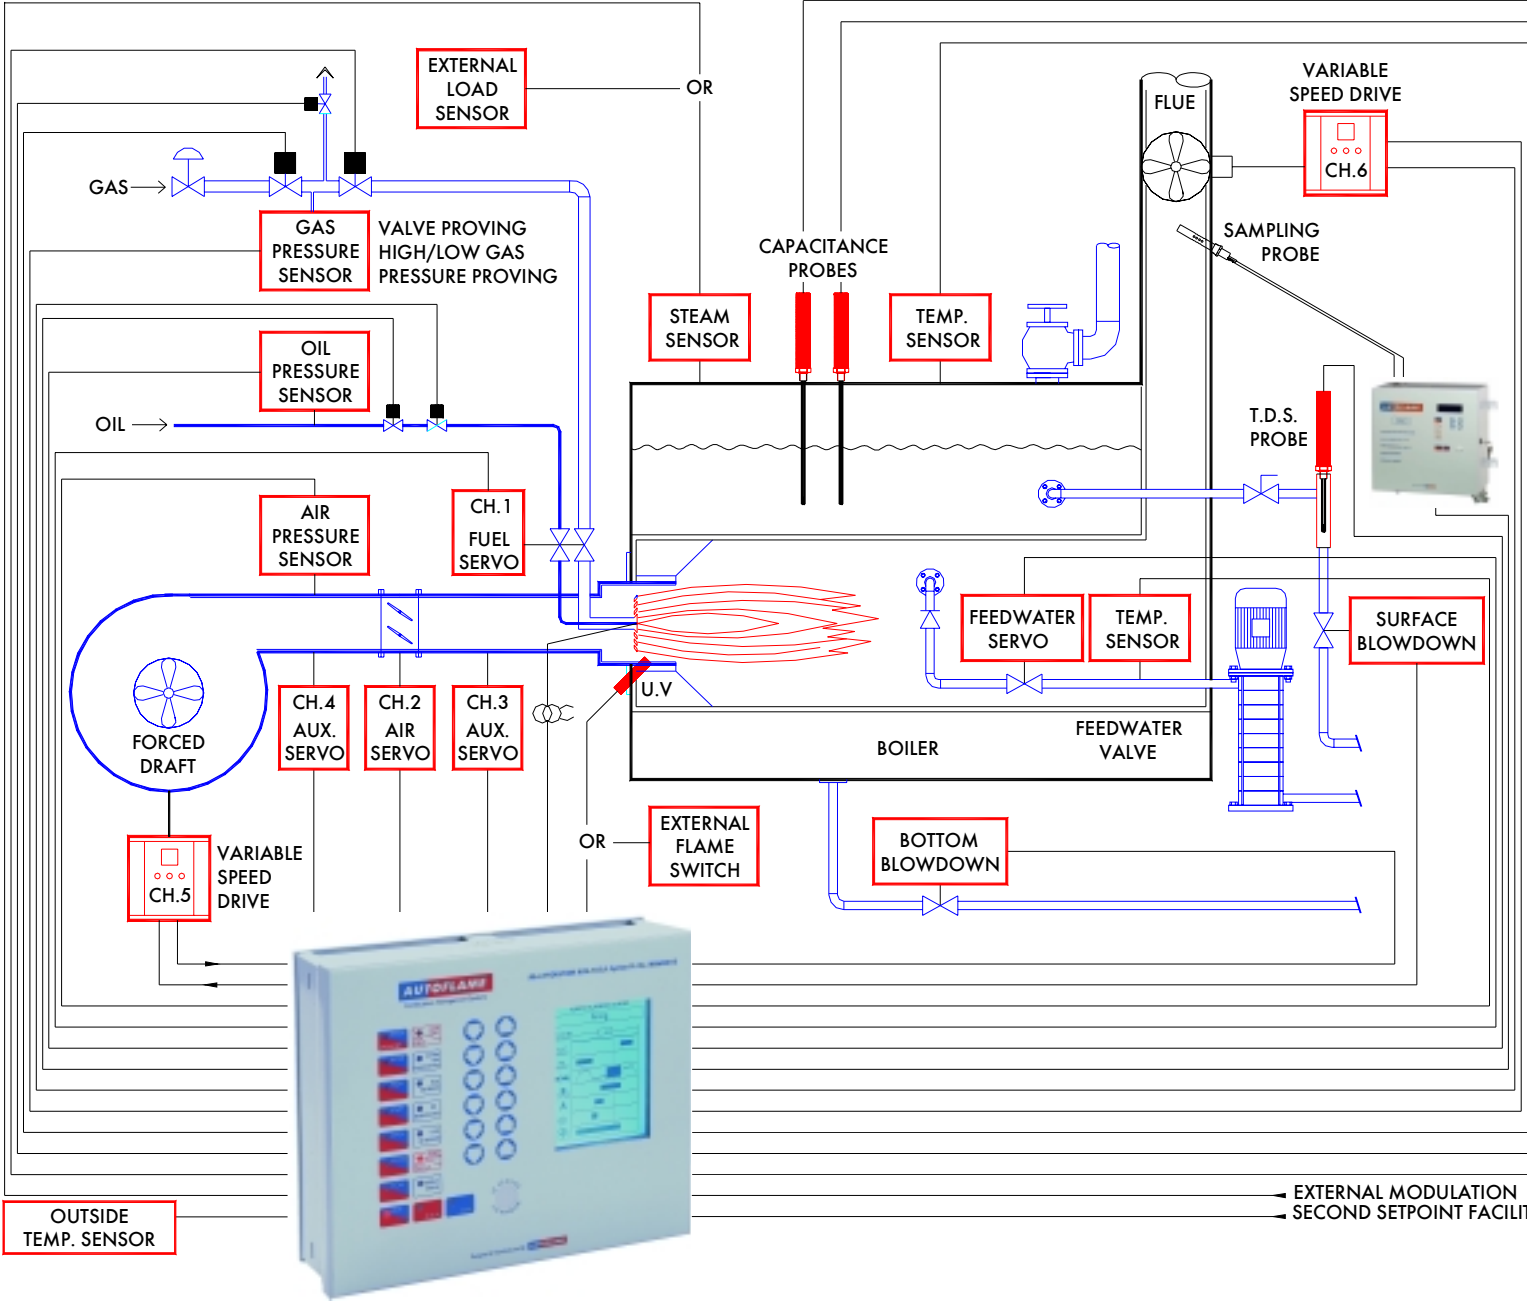 EXTERNAL
LOAD
SENSOR
OR
FLUE
VARIABLE
SPEED DRIVE
CH.6
GAS
GAS
PRESSURE
SENSOR
VALVE PROVING
HIGH/LOW GAS
PRESSURE PROVING
CAPACITANCE
PROBES
SAMPLING
PROBE
STEAM
SENSOR
TEMP.
SENSOR
OIL
PRESSURE
SENSOR
OIL
T.D.S.
PROBE
AUTOFLAME
AIR
PRESSURE
SENSOR
CH.1
FUEL
SERVO
FEEDWATER
SERVO
TEMP.
SENSOR
SURFACE
BLOWDOWN
U.V
CH.4
AUX.
SERVO
CH.2
AIR
SERVO
CH.3
AUX.
SERVO
FORCED
DRAFT
BOILER
FEEDWATER
VALVE
CH.5
VARIABLE
SPEED
DRIVE
OR
EXTERNAL
FLAME
SWITCH
BOTTOM
BLOWDOWN
AUTOFLAME
EXTERNAL MODULATION
SECOND SETPOINT FACILIT
OUTSIDE
TEMP. SENSOR